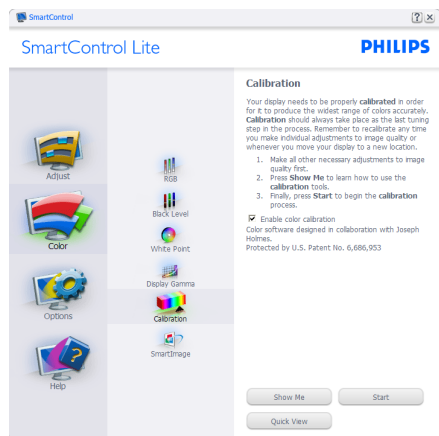 SmartControl
SmartControl Lite
PHILIPS
Adjust
Color
Options
Help
RGB
Black Level
White Point
Display Gamma
Calibration
SmartImage
Calibration
Your display needs to be properly calibrated in order
for it to produce the widest range of colors accurately.
Calibration should always take place as the last tuning
step in the process. Remember to recalibrate any time
you make individual adjustments to image quality or
whenever you move your display to a new location.
1. Make all other necessary adjustments to image
quality first.
2. Press Show Me to learn how to use the
calibration tools.
3. Finally, press Start to begin the calibration
process.
Enable color calibration
Color software designed in collaboration with Joseph
Holmes.
Protected by U.S. Patent No. 6,686,953
Show Me
Start
Quick View